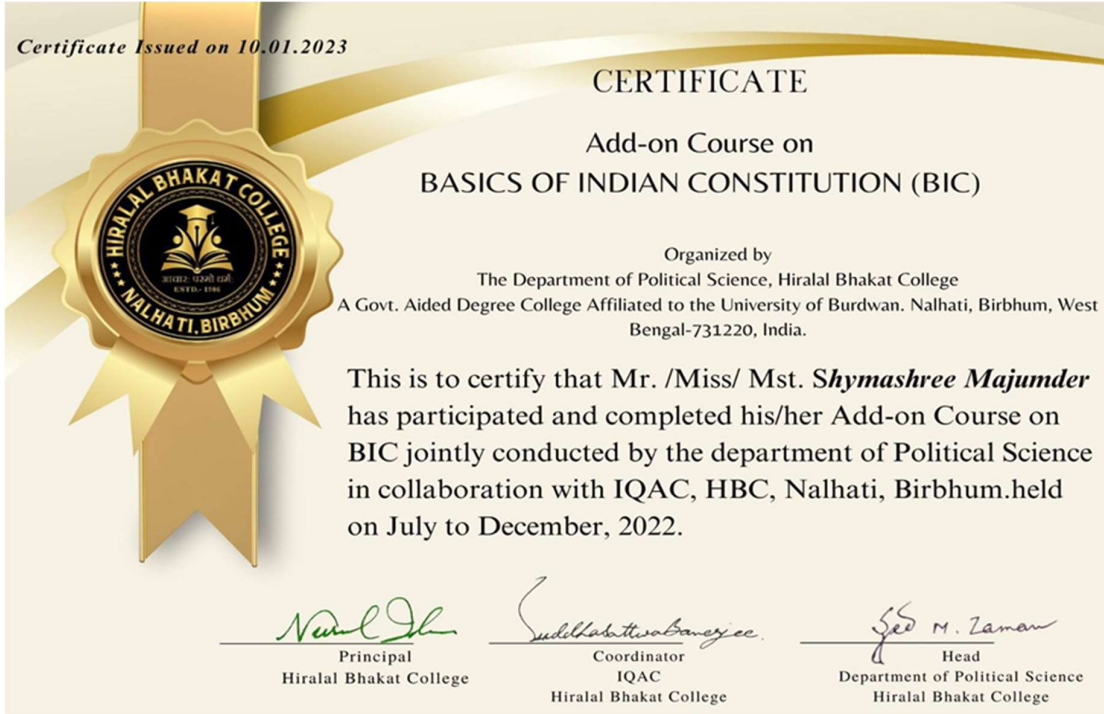 Certificate Issued on 10.01.2023
CERTIFICATE
Add-on Course on
BASICS OF INDIAN CONSTITUTION (BIC)
HIRALAL BHAKAT COLLEGE
आचारः परमो धर्मः
ESTD.- 1986
NALHATI, BIRBHUM
Organized by
The Department of Political Science, Hiralal Bhakat College
A Govt. Aided Degree College Affiliated to the University of Burdwan. Nalhati, Birbhum, West
Bengal-731220, India.
This is to certify that Mr. /Miss/ Mst. Shymashree Majumder
has participated and completed his/her Add-on Course on
BIC jointly conducted by the department of Political Science
in collaboration with IQAC, HBC, Nalhati, Birbhum.held
on July to December, 2022.
Suddhasattwa Banerjee.
M. Zaman
Principal
Hiralal Bhakat College
Coordinator
IQAC
Hiralal Bhakat College
Head
Department of Political Science
Hiralal Bhakat College